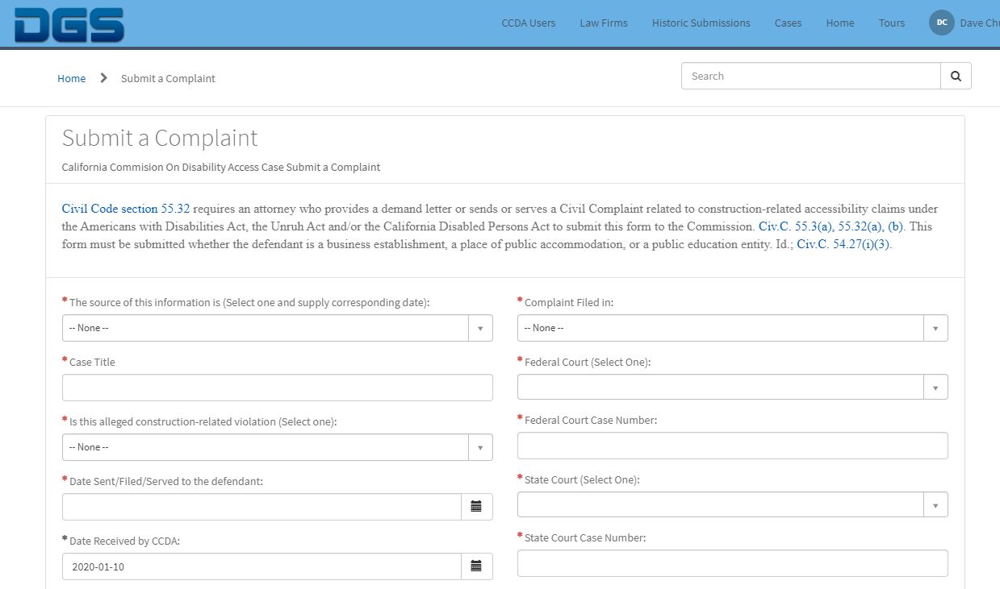 DGS
CCDA Users Law Firms Historic Submissions Cases Home Tours DC Dave
Home Submit a Complaint
Search
Submit a Complaint
California Commision On Disability Access Case Submit a Complaint
Civil Code section 55.32 requires an attorney who provides a demand letter or sends or serves a Civil Complaint related to construction-related accessibility claims under
the Americans with Disabilities Act, the Unruh Act and/or the California Disabled Persons Act to submit this form to the Commission. Civ.C. 55.3(a), 55.32(a), (b). This
form must be submitted whether the defendant is a business establishment, a place of public accommodation, or a public education entity. Id.; Civ.C. 54.27(i)(3).
* The source of this information is (Select one and supply corresponding date):
-- None --
* Case Title
* Is this alleged construction-related violation (Select one):
-- None --
* Date Sent/Filed/Served to the defendant:
* Date Received by CCDA:
2020-01-10
* Complaint Filed in:
-- None --
* Federal Court (Select One):
* Federal Court Case Number:
* State Court (Select One):
* State Court Case Number: